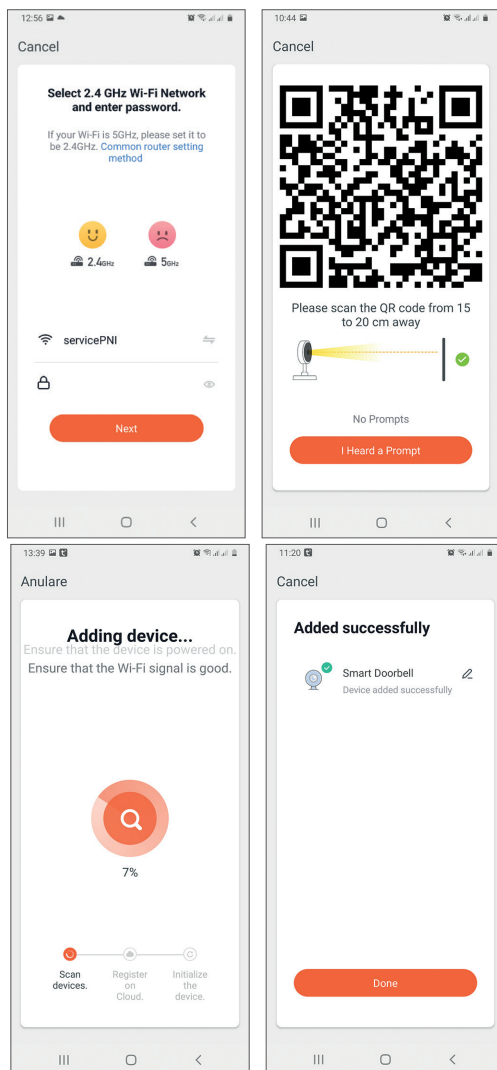 12:56
Cancel
Select 2.4 GHz Wi-Fi Network
and enter password.
If your Wi-Fi is 5GHz, please set it to
be 2.4GHz. Common router setting
method
2.4GHz 5GHz
servicePNI
Next
10:44
Cancel
Please scan the QR code from 15
to 20 cm away
No Prompts
I Heard a Prompt
13:39
Anulare
Adding device...
Ensure that the device is powered on.
Ensure that the Wi-Fi signal is good.
7%
Scan
devices.
Register
on
Cloud.
Initialize
the
device.
11:20
Cancel
Added successfully
Smart Doorbell
Device added successfully
Done